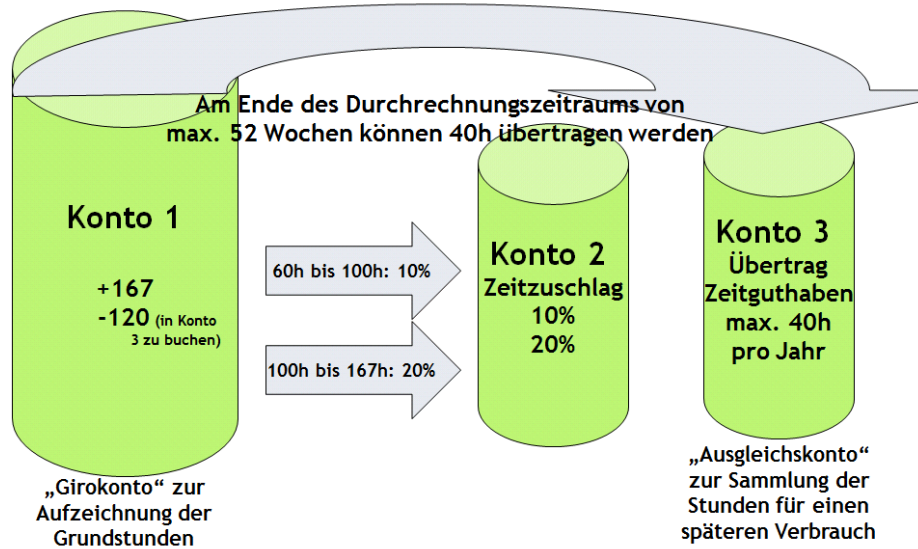 Am Ende des Durchrechnungszeitraums von
max. 52 Wochen können 40h übertragen werden
Konto 1
+167
-120 (in Konto
3 zu buchen)
60h bis 100h: 10%
100h bis 167h: 20%
Konto 2
Zeitzuschlag
10%
20%
Konto 3
Übertrag
Zeitguthaben
max. 40h
pro Jahr
„Girokonto“ zur
Aufzeichnung der
Grundstunden
„Ausgleichskonto“
zur Sammlung der
Stunden für einen
späteren Verbrauch